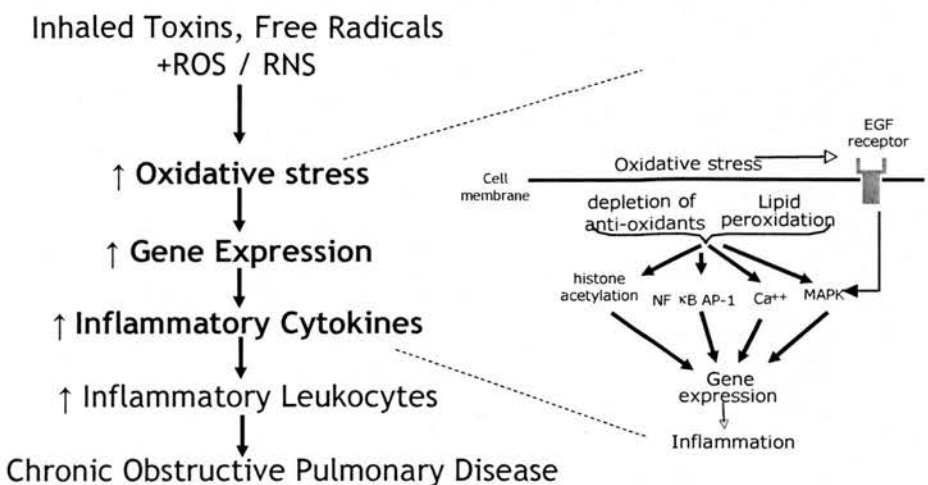 Inhaled Toxins, Free Radicals
+ROS / RNS
↑ Oxidative stress
↑ Gene Expression
↑ Inflammatory Cytokines
↑ Inflammatory Leukocytes
Chronic Obstructive Pulmonary Disease
EGF
receptor
Oxidative stress
Cell
membrane
depletion of
anti-oxidants
Lipid
peroxidation
histone
acetylation
NF κB AP-1
Ca++
MAPK
Gene
expression
Inflammation